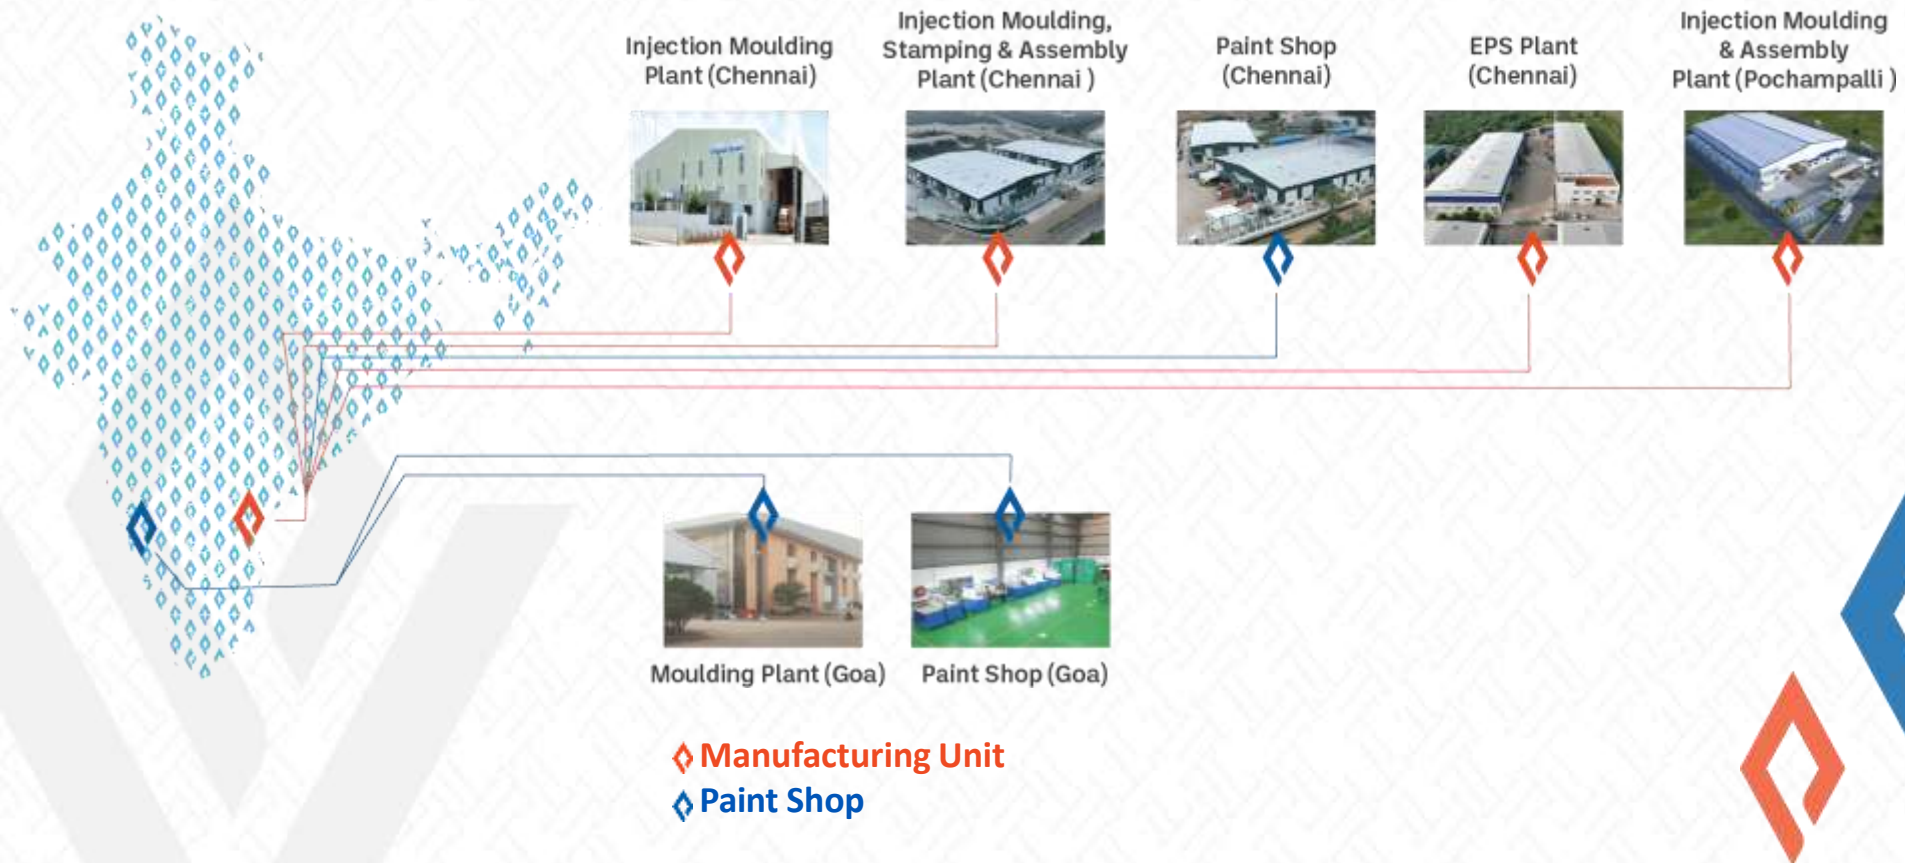 Injection Moulding
Plant (Chennai)
Injection Moulding,
Stamping & Assembly
Plant (Chennai )
Paint Shop
(Chennai)
EPS Plant
(Chennai)
Injection Moulding
& Assembly
Plant (Pochampalli )
Moulding Plant (Goa)
Paint Shop (Goa)
Manufacturing Unit
Paint Shop